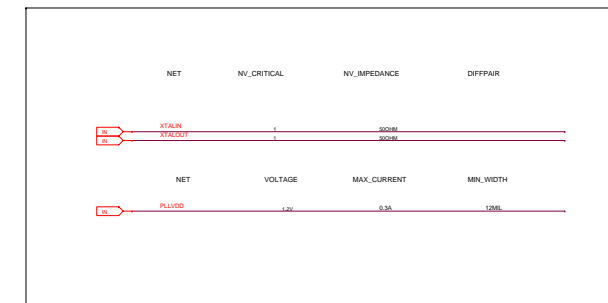 NET NV_CRITICAL NV_IMPEDANCE DIFFPAIR
IN XTALIN 1 50OHM
IN XTALOUT 1 50OHM
NET VOLTAGE MAX_CURRENT MIN_WIDTH
IN PLLVDD 1.2V 0.3A 12MIL